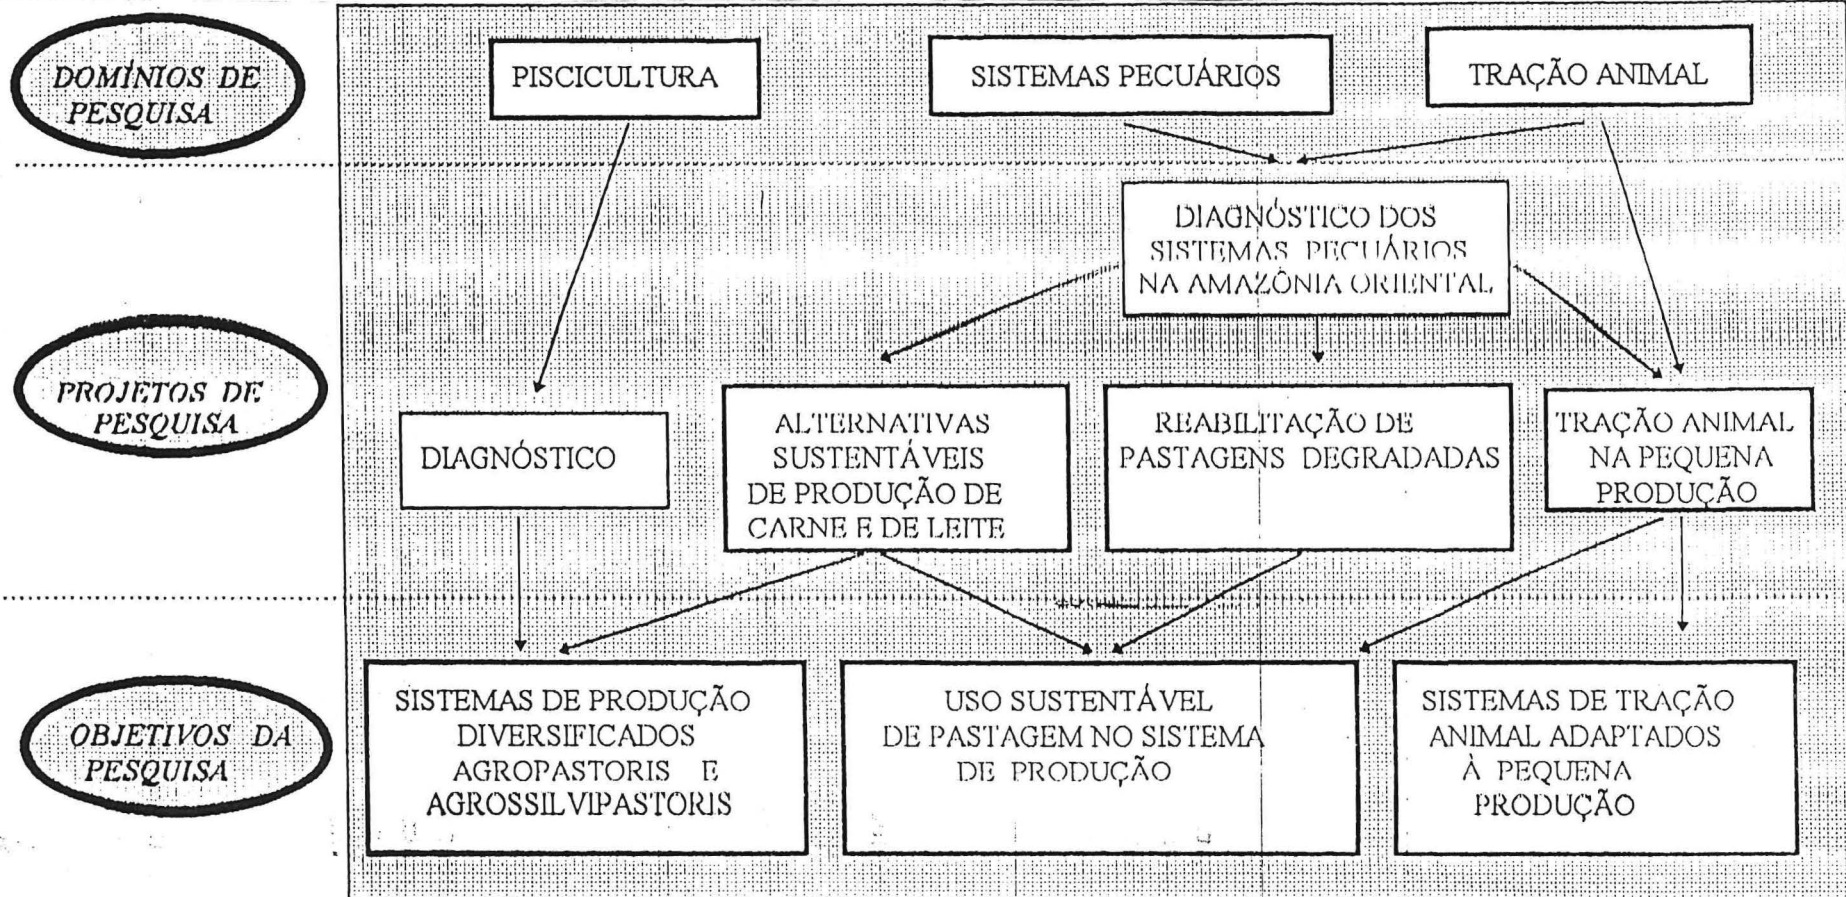 DOMÍNIOS DE
PESQUISA
PISCICULTURA
SISTEMAS PECUÁRIOS
TRAÇÃO ANIMAL
DIAGNÓSTICO DOS
SISTEMAS PECUÁRIOS
NA AMAZÔNIA ORIENTAL
PROJETOS DE
PESQUISA
DIAGNÓSTICO
ALTERNATIVAS
SUSTENTÁVEIS
DE PRODUÇÃO DE
CARNE E DE LEITE
REABILITAÇÃO DE
PASTAGENS DEGRADADAS
TRAÇÃO ANIMAL
NA PEQUENA
PRODUÇÃO
OBJETIVOS DA
PESQUISA
SISTEMAS DE PRODUÇÃO
DIVERSIFICADOS
AGROPASTORIS E
AGROSSILVIPASTORIS
USO SUSTENTÁVEL
DE PASTAGEM NO SISTEMA
DE PRODUÇÃO
SISTEMAS DE TRAÇÃO
ANIMAL ADAPTADOS
À PEQUENA
PRODUÇÃO